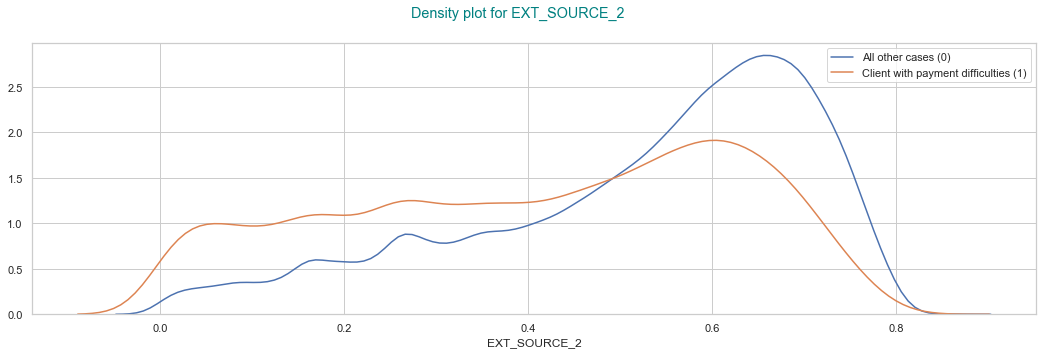 Density plot for EXT_SOURCE_2
All other cases (0)
Client with payment difficulties (1)
2.5
2.0
1.5
1.0
0.5
0.0
0.0 0.2 0.4 0.6 0.8
EXT_SOURCE_2